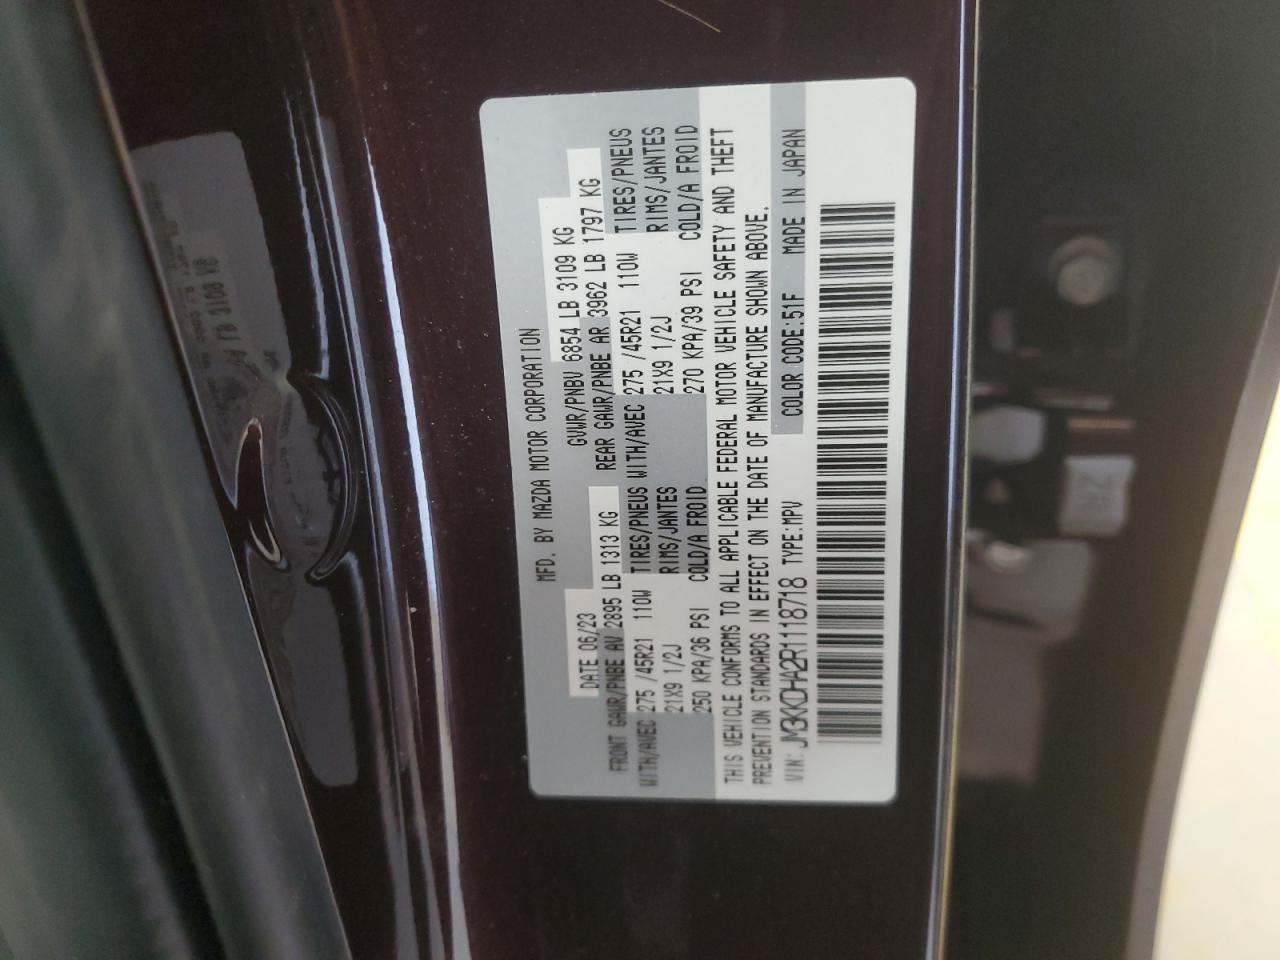 MFD. BY MAZDA MOTOR CORPORATION
DATE 06/23 GVWR/PNBV 6854 LB 3109 KG
FRONT GAWR/PNBE AV 2895 LB 1313 KG REAR GAWR/PNBE AR 3962 LB 1797 KG
WITH/AVEC 275 /45R21 110W TIRES/PNEUS WITH/AVEC 275 /45R21 110W TIRES/PNEUS
21X9 1/2J RIMS/JANTES 21X9 1/2J RIMS/JANTES
250 KPA/36 PSI COLD/A FROID 270 KPA/39 PSI COLD/A FROID
THIS VEHICLE CONFORMS TO ALL APPLICABLE FEDERAL MOTOR VEHICLE SAFETY AND THEFT
PREVENTION STANDARDS IN EFFECT ON THE DATE OF MANUFACTURE SHOWN ABOVE.
VIN: JM3KKDHA2R1118718 TYPE:MPV COLOR CODE:51F MADE IN JAPAN